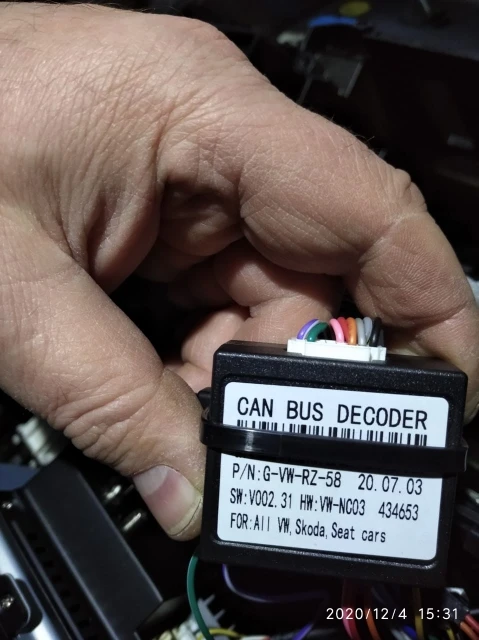 CAN BUS DECODER
P/N:G-VW-RZ-58 20.07.03
SW:V002.31 HW:VW-NC03 434653
FOR:All VW,Skoda,Seat cars
2020/12/4 15:31